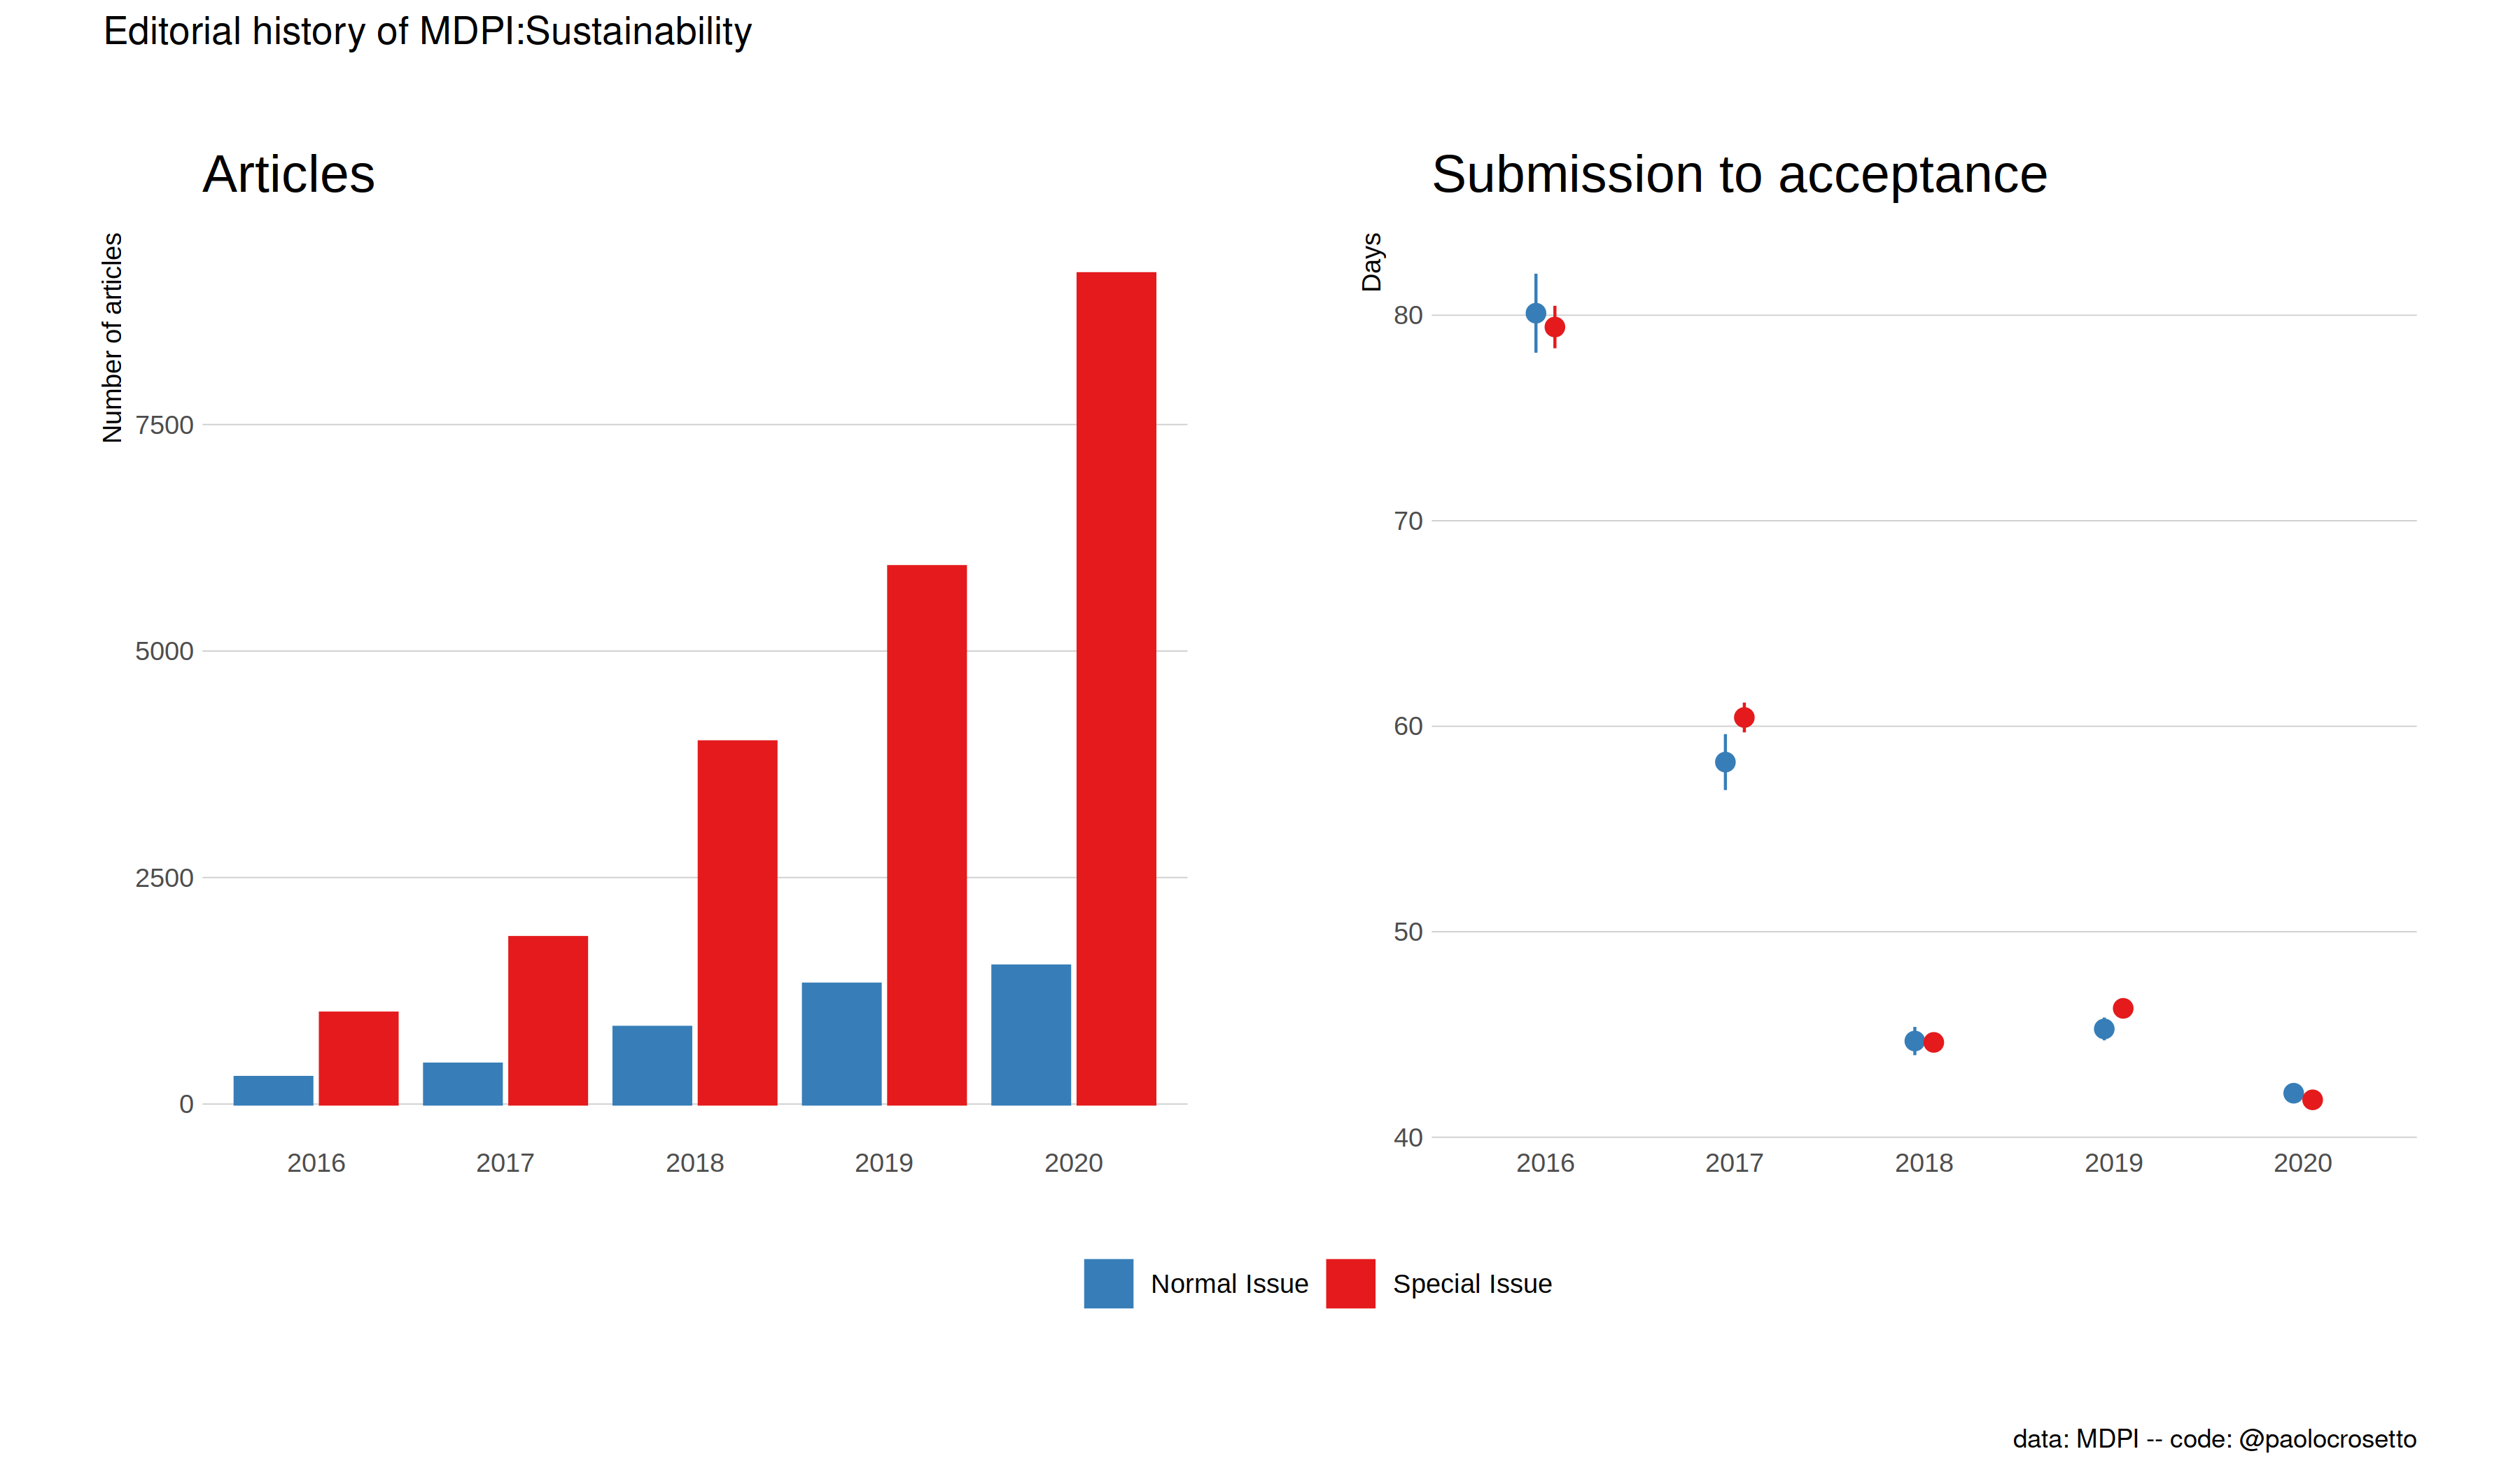 Editorial history of MDPI:Sustainability
Articles
Number of articles
7500
5000
2500
0
2016 2017 2018 2019 2020
Submission to acceptance
Days
80
70
60
50
40
2016 2017 2018 2019 2020
Normal Issue Special Issue
data: MDPI -- code: @paolocrosetto